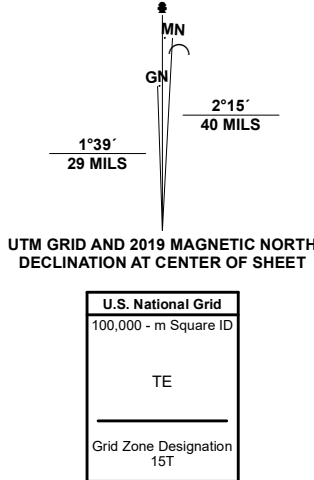 MN
GN
1°39´
29 MILS
2°15´
40 MILS
UTM GRID AND 2019 MAGNETIC NORTH
DECLINATION AT CENTER OF SHEET
U.S. National Grid
100,000 - m Square ID
TE
Grid Zone Designation
15T